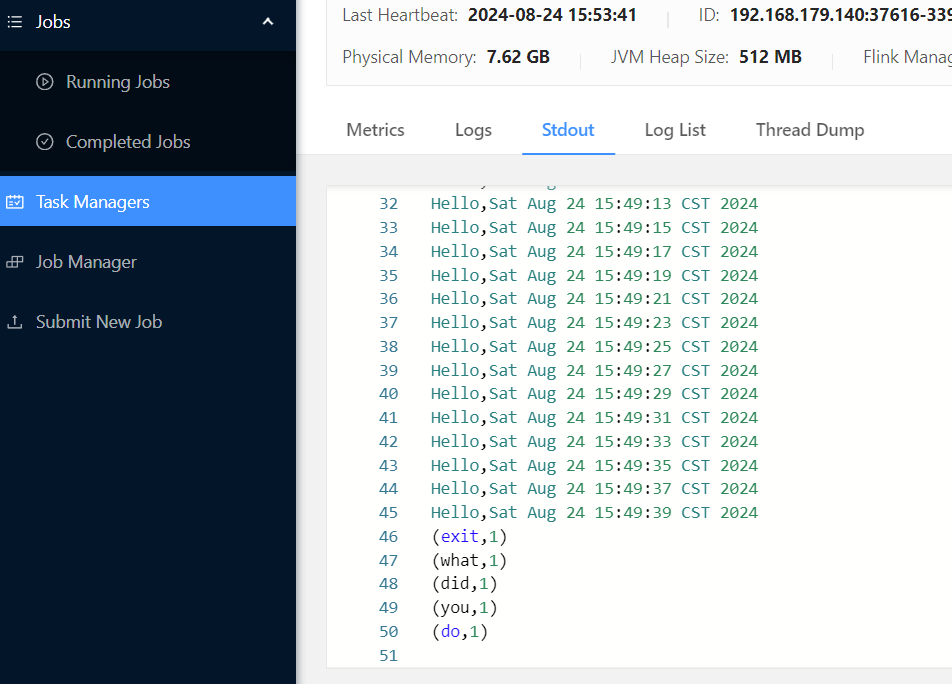 Jobs
Running Jobs
Completed Jobs
Task Managers
Job Manager
Submit New Job
Last Heartbeat: 2024-08-24 15:53:41 ID: 192.168.179.140:37616-339
Physical Memory: 7.62 GB JVM Heap Size: 512 MB Flink
Metrics Logs Stdout Log List Thread Dump
32 Hello,Sat Aug 24 15:49:13 CST 2024
33 Hello,Sat Aug 24 15:49:15 CST 2024
34 Hello,Sat Aug 24 15:49:17 CST 2024
35 Hello,Sat Aug 24 15:49:19 CST 2024
36 Hello,Sat Aug 24 15:49:21 CST 2024
37 Hello,Sat Aug 24 15:49:23 CST 2024
38 Hello,Sat Aug 24 15:49:25 CST 2024
39 Hello,Sat Aug 24 15:49:27 CST 2024
40 Hello,Sat Aug 24 15:49:29 CST 2024
41 Hello,Sat Aug 24 15:49:31 CST 2024
42 Hello,Sat Aug 24 15:49:33 CST 2024
43 Hello,Sat Aug 24 15:49:35 CST 2024
44 Hello,Sat Aug 24 15:49:37 CST 2024
45 Hello,Sat Aug 24 15:49:39 CST 2024
46 (exit,1)
47 (what,1)
48 (did,1)
49 (you,1)
50 (do,1)
51